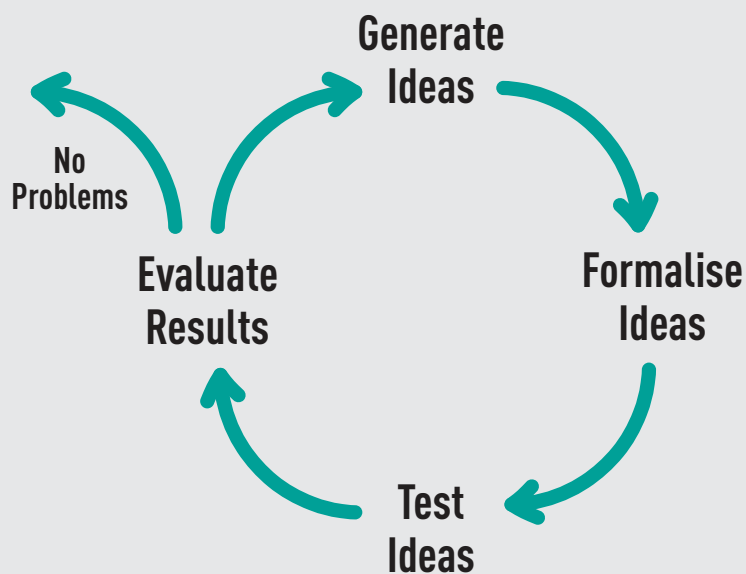 Generate
Ideas
No
Problems
Evaluate
Results
Formalise
Ideas
Test
Ideas